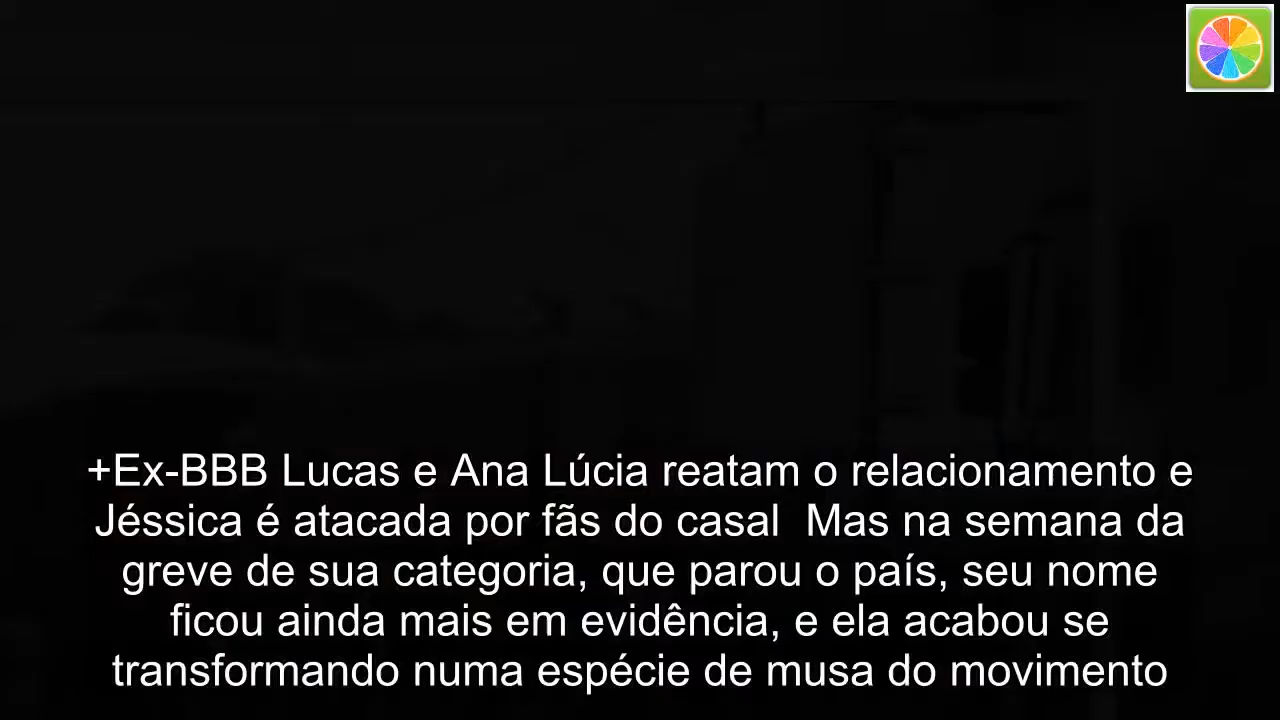 +Ex-BBB Lucas e Ana Lúcia reatam o relacionamento e
Jéssica é atacada por fãs do casal  Mas na semana da
greve de sua categoria, que parou o país, seu nome
ficou ainda mais em evidência, e ela acabou se
transformando numa espécie de musa do movimento